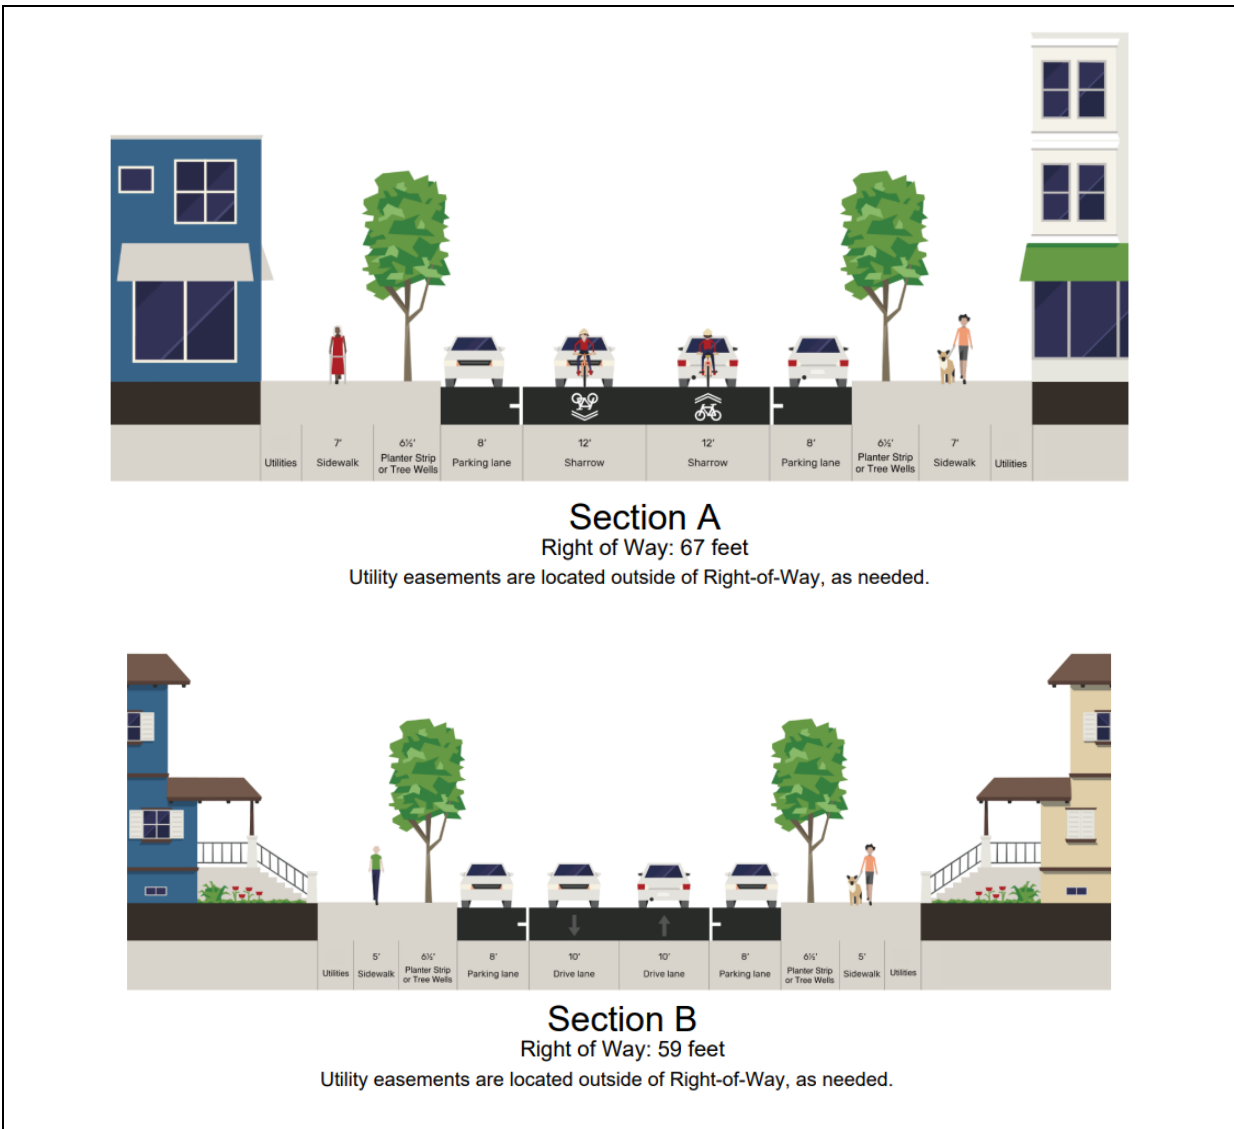 7' 6½' 8' 12' 12' 8' 6½' 7'
Utilities Sidewalk Planter Strip or Tree Wells Parking lane Sharrow Sharrow Parking lane Planter Strip or Tree Wells Sidewalk Utilities
Section A
Right of Way: 67 feet
Utility easements are located outside of Right-of-Way, as needed.
5' 6½' 8' 10' 10' 8' 6½' 5'
Utilities Sidewalk Planter Strip or Tree Wells Parking lane Drive lane Drive lane Parking lane Planter Strip or Tree Wells Sidewalk Utilities
Section B
Right of Way: 59 feet
Utility easements are located outside of Right-of-Way, as needed.